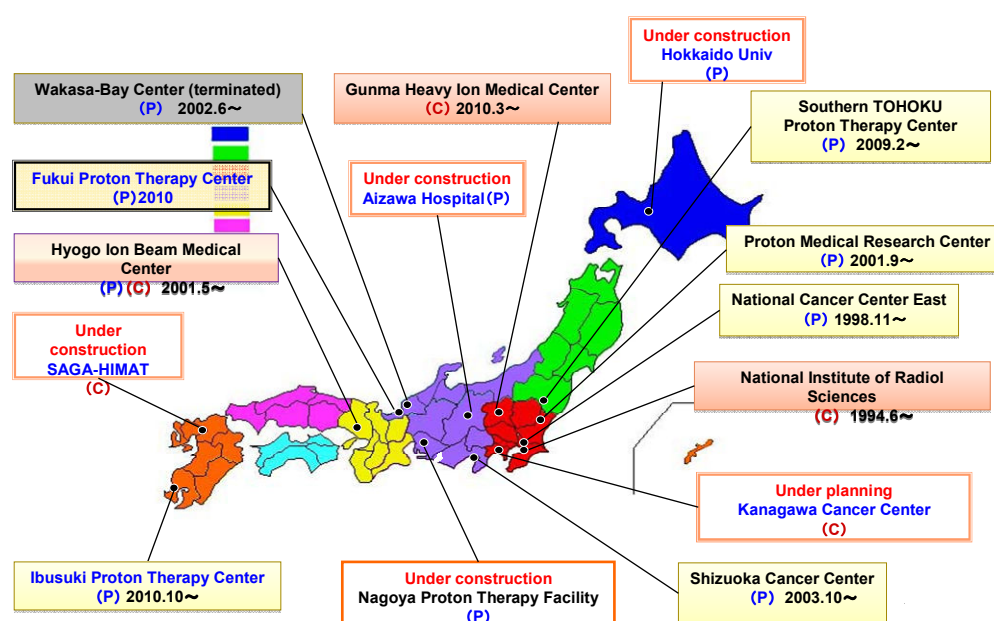 Under construction
Hokkaido Univ
(P)
Wakasa-Bay Center (terminated)
(P) 2002.6～
Gunma Heavy Ion Medical Center
(C) 2010.3～
Southern TOHOKU
Proton Therapy Center
(P) 2009.2～
Fukui Proton Therapy Center
(P)2010
Under construction
Aizawa Hospital(P)
Hyogo Ion Beam Medical
Center
(P)(C) 2001.5～
Proton Medical Research Center
(P) 2001.9～
National Cancer Center East
(P) 1998.11～
Under
construction
SAGA-HIMAT
(C)
National Institute of Radiol
Sciences
(C) 1994.6～
Under planning
Kanagawa Cancer Center
(C)
Ibusuki Proton Therapy Center
(P) 2010.10～
Under construction
Nagoya Proton Therapy Facility
(P)
Shizuoka Cancer Center
(P) 2003.10～